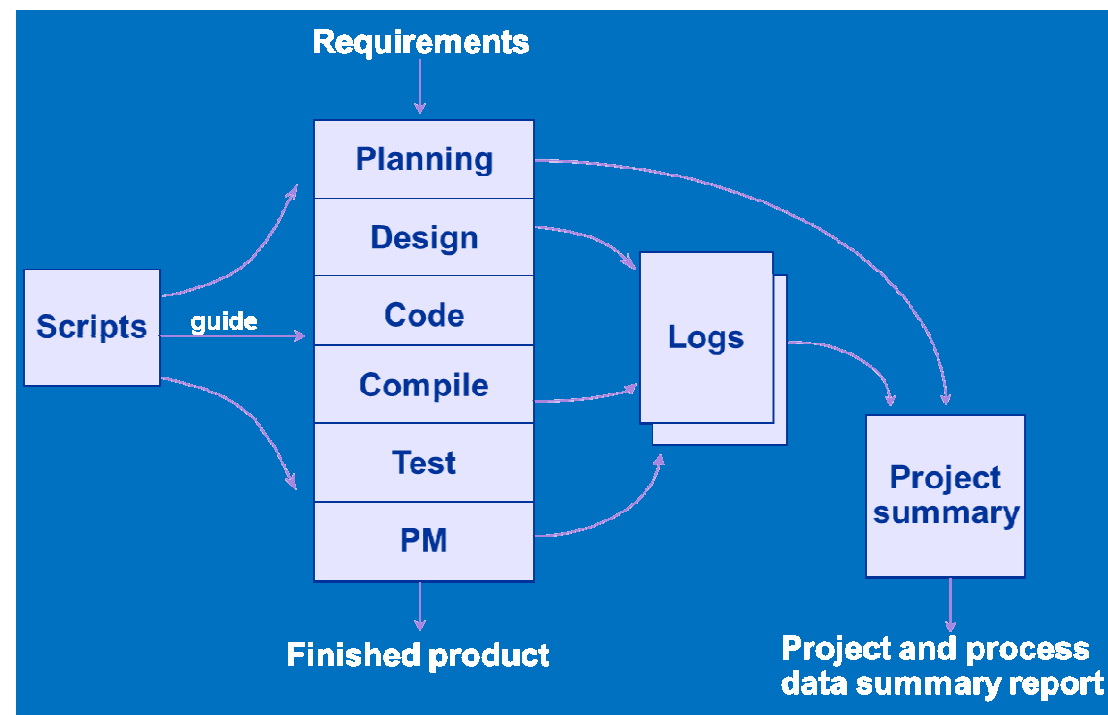 Requirements
Planning
Design
Code
Compile
Test
PM
Scripts
guide
Logs
Project
summary
Finished product
Project and process
data summary report